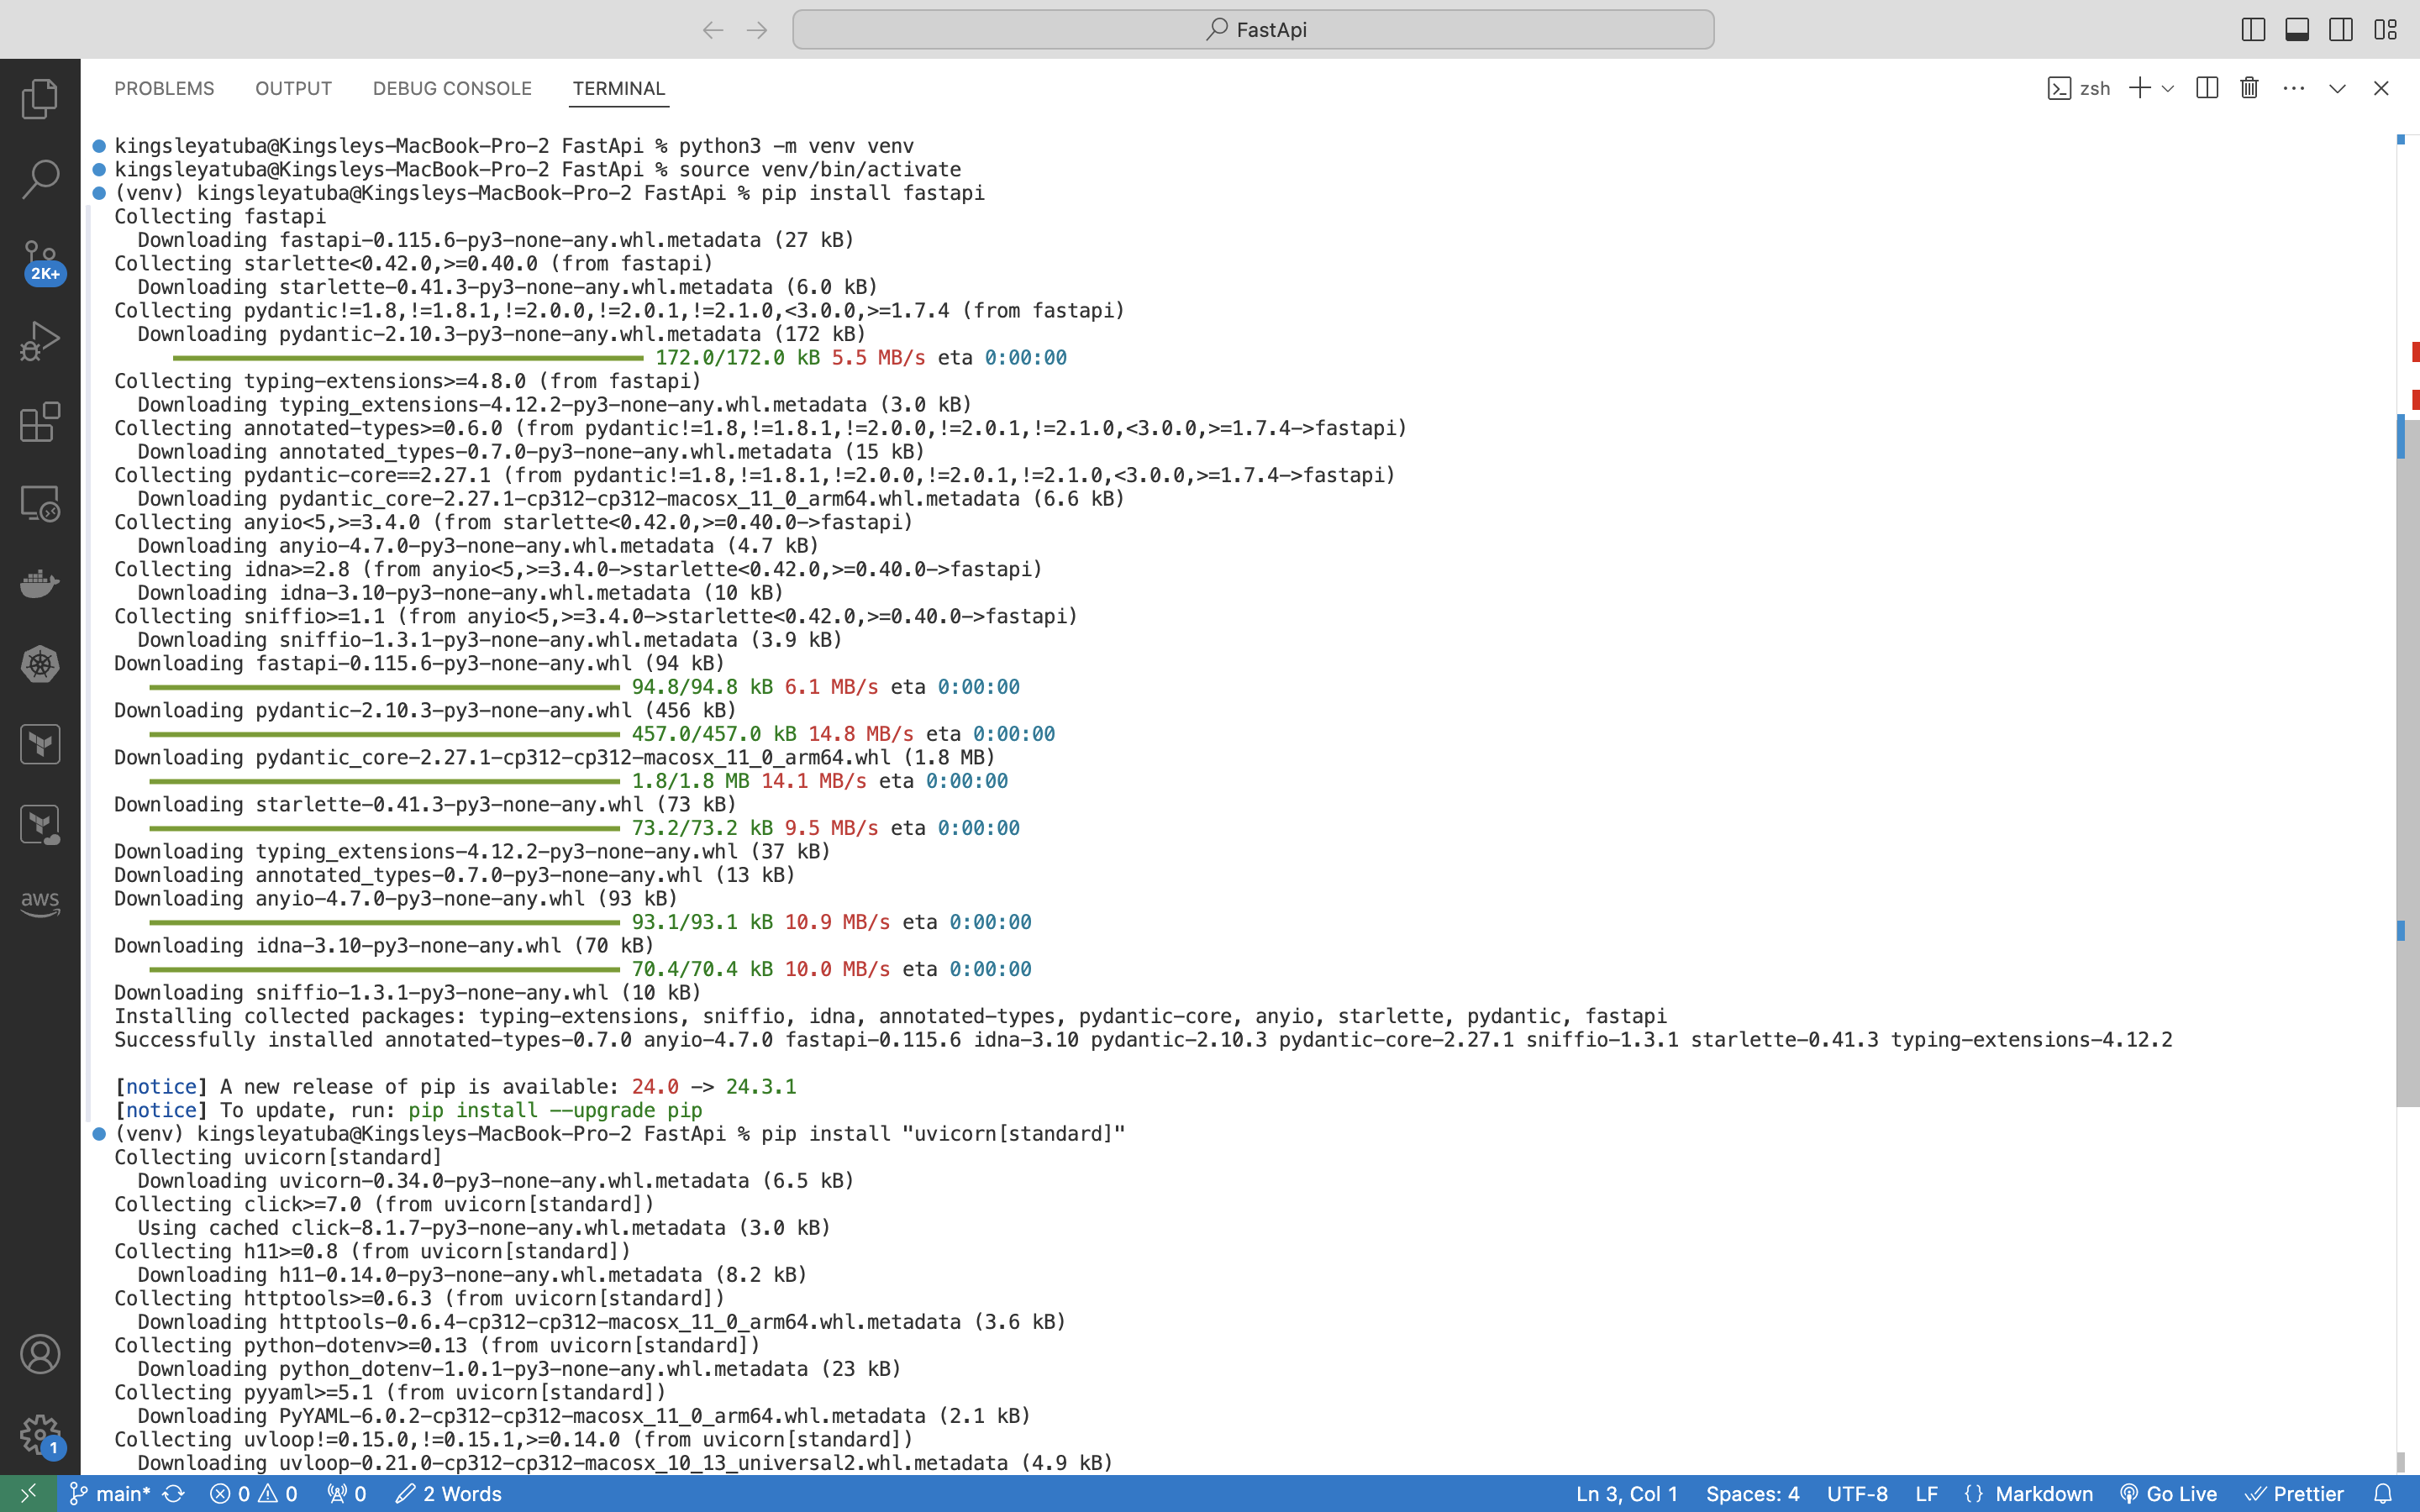 FastApi
PROBLEMS OUTPUT DEBUG CONSOLE TERMINAL zsh
kingsleyatuba@Kingsleys-MacBook-Pro-2 FastApi % python3 -m venv venv
kingsleyatuba@Kingsleys-MacBook-Pro-2 FastApi % source venv/bin/activate
(venv) kingsleyatuba@Kingsleys-MacBook-Pro-2 FastApi % pip install fastapi
Collecting fastapi
Downloading fastapi-0.115.6-py3-none-any.whl.metadata (27 kB)
Collecting starlette<0.42.0,>=0.40.0 (from fastapi)
Downloading starlette-0.41.3-py3-none-any.whl.metadata (6.0 kB)
Collecting pydantic!=1.8,!=1.8.1,!=2.0.0,!=2.0.1,!=2.1.0,<3.0.0,>=1.7.4 (from fastapi)
Downloading pydantic-2.10.3-py3-none-any.whl.metadata (172 kB)
172.0/172.0 kB 5.5 MB/s eta 0:00:00
Collecting typing-extensions>=4.8.0 (from fastapi)
Downloading typing_extensions-4.12.2-py3-none-any.whl.metadata (3.0 kB)
Collecting annotated-types>=0.6.0 (from pydantic!=1.8,!=1.8.1,!=2.0.0,!=2.0.1,!=2.1.0,<3.0.0,>=1.7.4->fastapi)
Downloading annotated_types-0.7.0-py3-none-any.whl.metadata (15 kB)
Collecting pydantic-core==2.27.1 (from pydantic!=1.8,!=1.8.1,!=2.0.0,!=2.0.1,!=2.1.0,<3.0.0,>=1.7.4->fastapi)
Downloading pydantic_core-2.27.1-cp312-cp312-macosx_11_0_arm64.whl.metadata (6.6 kB)
Collecting anyio<5,>=3.4.0 (from starlette<0.42.0,>=0.40.0->fastapi)
Downloading anyio-4.7.0-py3-none-any.whl.metadata (4.7 kB)
Collecting idna>=2.8 (from anyio<5,>=3.4.0->starlette<0.42.0,>=0.40.0->fastapi)
Downloading idna-3.10-py3-none-any.whl.metadata (10 kB)
Collecting sniffio>=1.1 (from anyio<5,>=3.4.0->starlette<0.42.0,>=0.40.0->fastapi)
Downloading sniffio-1.3.1-py3-none-any.whl.metadata (3.9 kB)
Downloading fastapi-0.115.6-py3-none-any.whl (94 kB)
94.8/94.8 kB 6.1 MB/s eta 0:00:00
Downloading pydantic-2.10.3-py3-none-any.whl (456 kB)
457.0/457.0 kB 14.8 MB/s eta 0:00:00
Downloading pydantic_core-2.27.1-cp312-cp312-macosx_11_0_arm64.whl (1.8 MB)
1.8/1.8 MB 14.1 MB/s eta 0:00:00
Downloading starlette-0.41.3-py3-none-any.whl (73 kB)
73.2/73.2 kB 9.5 MB/s eta 0:00:00
Downloading typing_extensions-4.12.2-py3-none-any.whl (37 kB)
Downloading annotated_types-0.7.0-py3-none-any.whl (13 kB)
Downloading anyio-4.7.0-py3-none-any.whl (93 kB)
93.1/93.1 kB 10.9 MB/s eta 0:00:00
Downloading idna-3.10-py3-none-any.whl (70 kB)
70.4/70.4 kB 10.0 MB/s eta 0:00:00
Downloading sniffio-1.3.1-py3-none-any.whl (10 kB)
Installing collected packages: typing-extensions, sniffio, idna, annotated-types, pydantic-core, anyio, starlette, pydantic, fastapi
Successfully installed annotated-types-0.7.0 anyio-4.7.0 fastapi-0.115.6 idna-3.10 pydantic-2.10.3 pydantic-core-2.27.1 sniffio-1.3.1 starlette-0.41.3 typing-extensions-4.12.2
[notice] A new release of pip is available: 24.0 -> 24.3.1
[notice] To update, run: pip install --upgrade pip
(venv) kingsleyatuba@Kingsleys-MacBook-Pro-2 FastApi % pip install "uvicorn[standard]"
Collecting uvicorn[standard]
Downloading uvicorn-0.34.0-py3-none-any.whl.metadata (6.5 kB)
Collecting click>=7.0 (from uvicorn[standard])
Using cached click-8.1.7-py3-none-any.whl.metadata (3.0 kB)
Collecting h11>=0.8 (from uvicorn[standard])
Downloading h11-0.14.0-py3-none-any.whl.metadata (8.2 kB)
Collecting httptools>=0.6.3 (from uvicorn[standard])
Downloading httptools-0.6.4-cp312-cp312-macosx_11_0_arm64.whl.metadata (3.6 kB)
Collecting python-dotenv>=0.13 (from uvicorn[standard])
Downloading python_dotenv-1.0.1-py3-none-any.whl.metadata (23 kB)
Collecting pyyaml>=5.1 (from uvicorn[standard])
Downloading PyYAML-6.0.2-cp312-cp312-macosx_11_0_arm64.whl.metadata (2.1 kB)
Collecting uvloop!=0.15.0,!=0.15.1,>=0.14.0 (from uvicorn[standard])
Downloading uvloop-0.21.0-cp312-cp312-macosx_10_13_universal2.whl.metadata (4.9 kB)
2K+
aws
1
main* 0 0 0 2 Words Ln 3, Col 1 Spaces: 4 UTF-8 LF {} Markdown Go Live Prettier